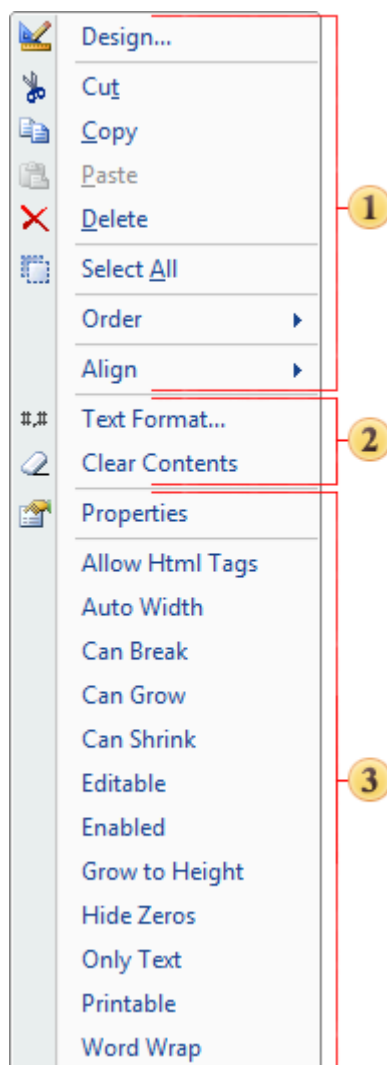 Design...
Cut
Copy
Paste
Delete
1
Select All
Order
Align
#,#
Text Format...
2
Clear Contents
Properties
Allow Html Tags
Auto Width
Can Break
Can Grow
Can Shrink
Editable
3
Enabled
Grow to Height
Hide Zeros
Only Text
Printable
Word Wrap